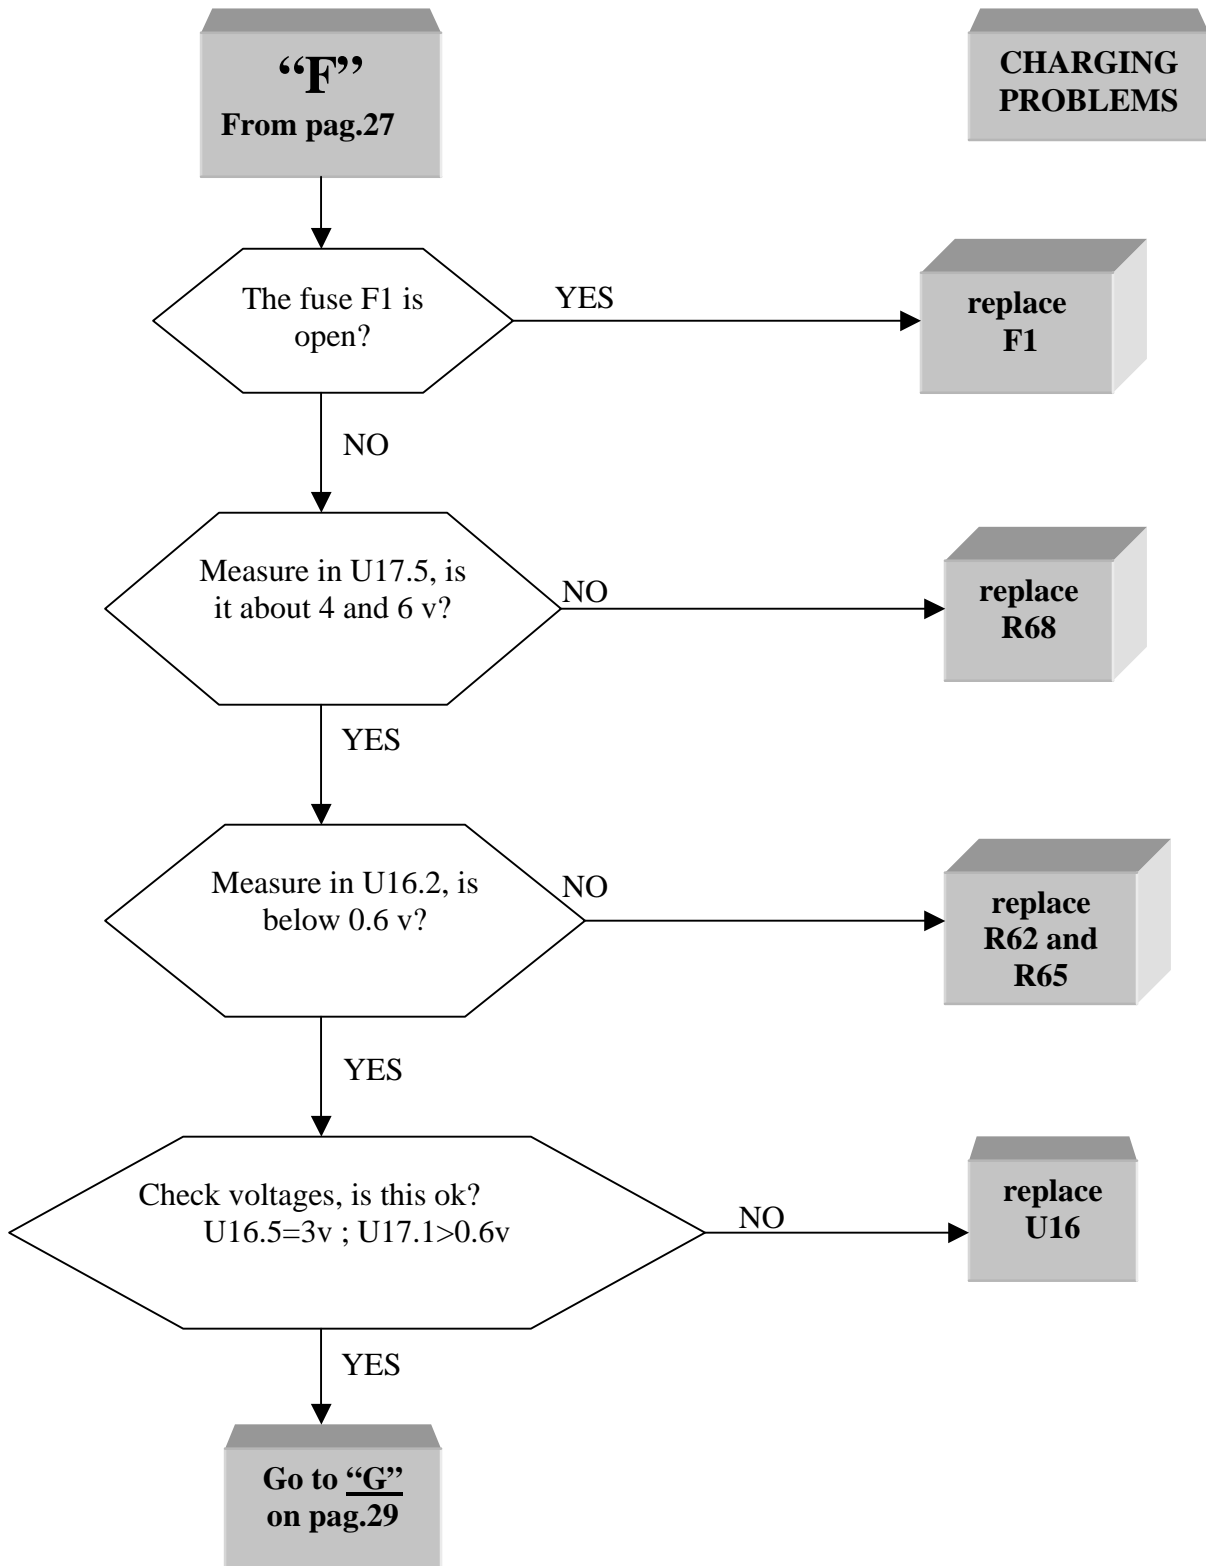 “F”
From pag.27
CHARGING
PROBLEMS
The fuse F1 is
open?
YES
replace
F1
NO
Measure in U17.5, is
it about 4 and 6 v?
NO
replace
R68
YES
Measure in U16.2, is
below 0.6 v?
NO
replace
R62 and
R65
YES
Check voltages, is this ok?
U16.5=3v ; U17.1>0.6v
NO
replace
U16
YES
Go to “G”
on pag.29